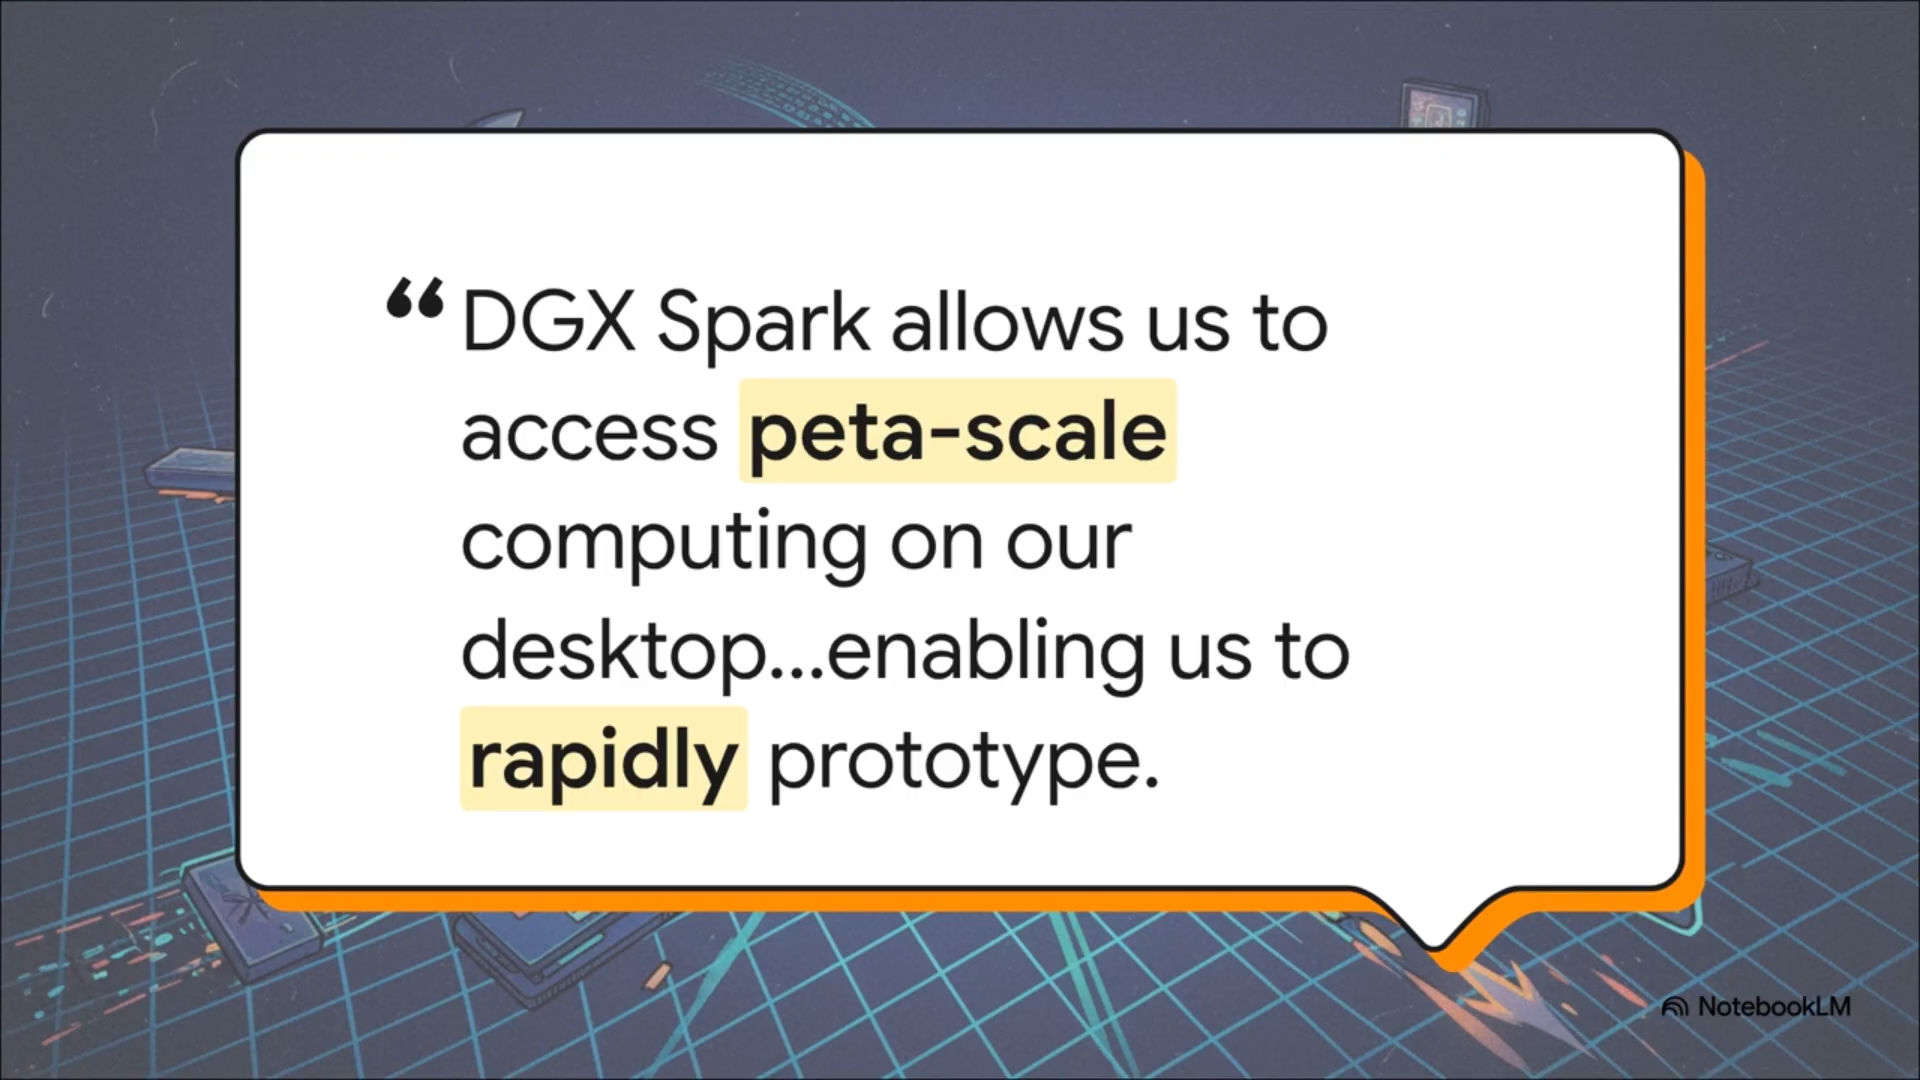 “DGX Spark allows us to
access peta-scale
computing on our
desktop...enabling us to
rapidly prototype.
NotebookLM